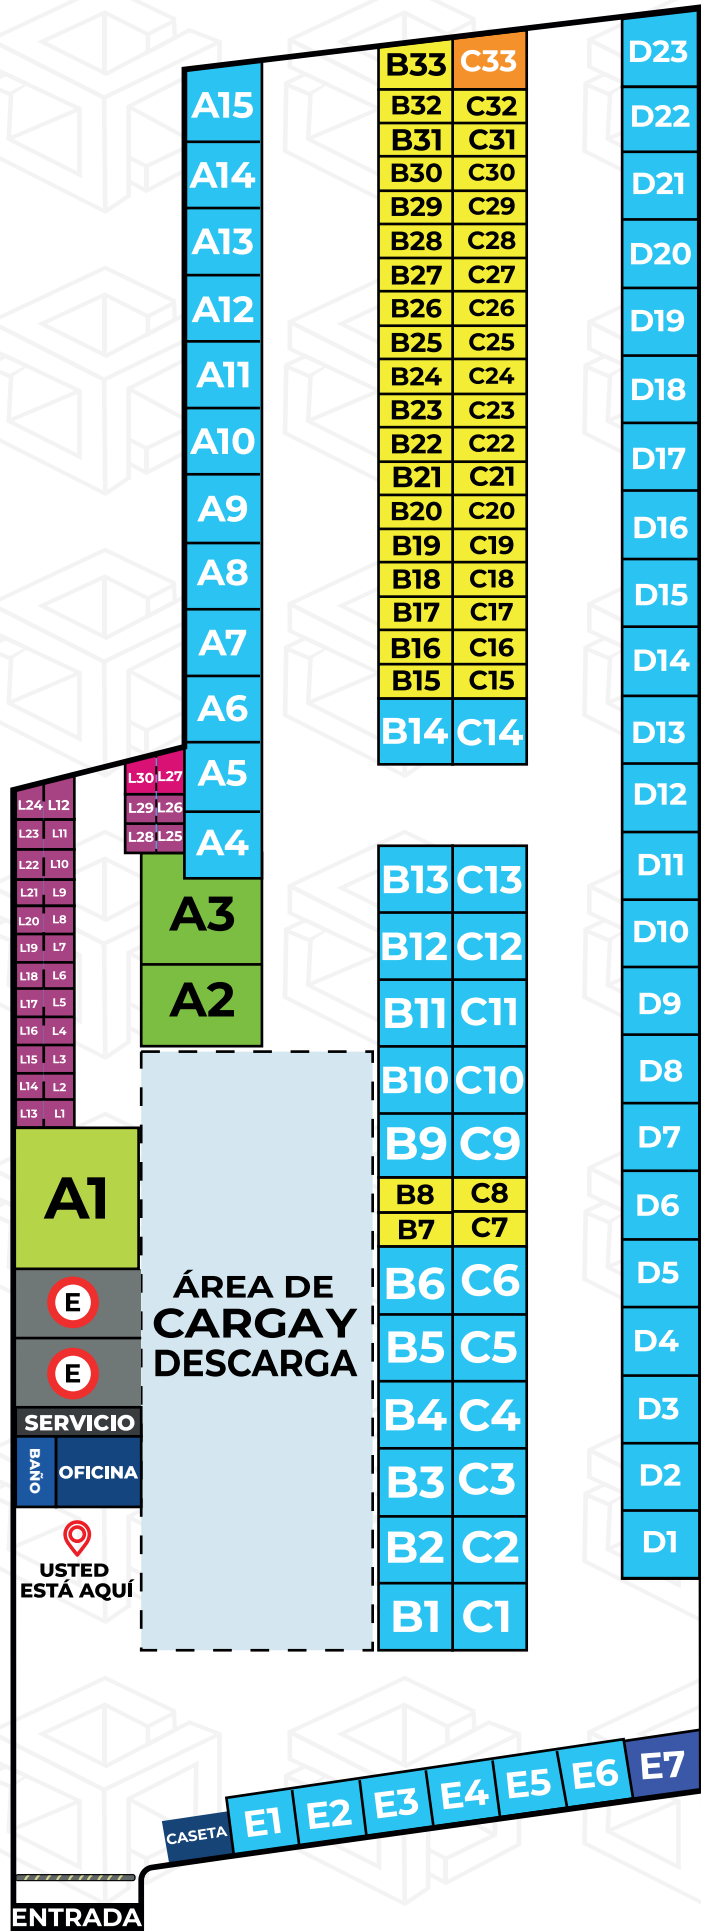 D23
B33 C33
A15
B32 C32
D22
B31 C31
A14
B30 C30
D21
B29 C29
A13
B28 C28
D20
B27 C27
A12
B26 C26
D19
B25 C25
A11
B24 C24
D18
B23 C23
A10
B22 C22
D17
B21 C21
A9
B20 C20
D16
B19 C19
A8
B18 C18
D15
B17 C17
A7
B16 C16
D14
B15 C15
A6
B14 C14
D13
L30 L27
A5
D12
L24 L12
L29 L26
L23 L11
L28 L25
A4
L22 L10
D11
B13 C13
L21 L9
A3
L20 L8
D10
L19 L7
B12 C12
L18 L6
A2
L17 L5
D9
B11 C11
L16 L4
L15 L3
D8
B10 C10
L14 L2
L13 L1
D7
B9 C9
A1
B8 C8
D6
B7 C7
D5
B6 C6
E
ÁREA DE
CARGA Y
DESCARGA
D4
B5 C5
E
D3
B4 C4
SERVICIO
BAÑO
OFICINA
D2
B3 C3
D1
B2 C2
USTED
ESTÁ AQUÍ
B1 C1
CASETA E1 E2 E3 E4 E5 E6 E7
ENTRADA